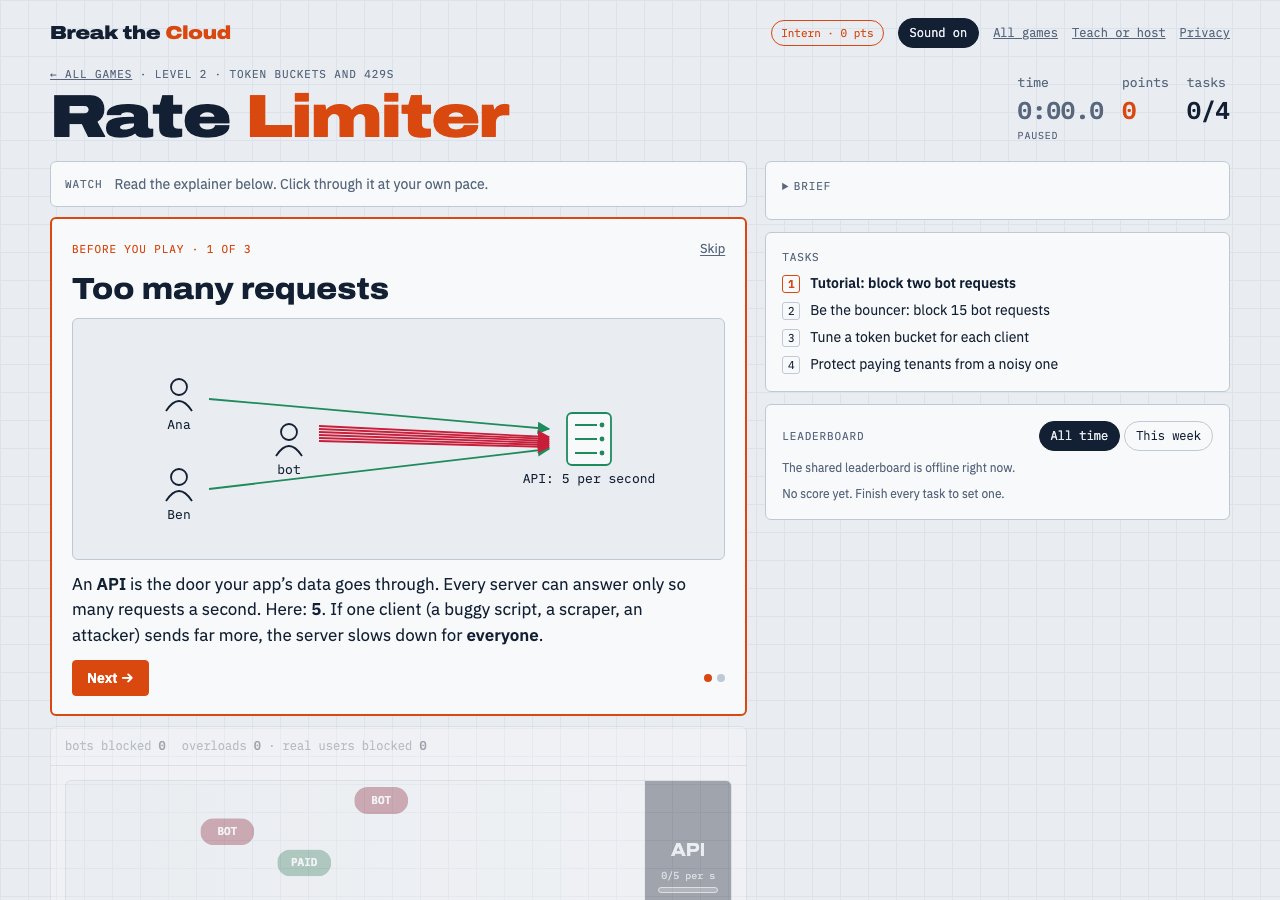 Break the Cloud
Intern · 0 pts
Sound on
All games
Teach or host
Privacy
← ALL GAMES · LEVEL 2 · TOKEN BUCKETS AND 429S
Rate Limiter
time
0:00.0
PAUSED
points
0
tasks
0/4
WATCH Read the explainer below. Click through it at your own pace.
BEFORE YOU PLAY · 1 OF 3
Skip
Too many requests
Ana
bot
Ben
API: 5 per second
An API is the door your app’s data goes through. Every server can answer only so
many requests a second. Here: 5. If one client (a buggy script, a scraper, an
attacker) sends far more, the server slows down for everyone.
Next →
bots blocked 0 overloads 0 · real users blocked 0
BOT
BOT
PAID
API
0/5 per s
BRIEF
TASKS
1 Tutorial: block two bot requests
2 Be the bouncer: block 15 bot requests
3 Tune a token bucket for each client
4 Protect paying tenants from a noisy one
LEADERBOARD
All time
This week
The shared leaderboard is offline right now.
No score yet. Finish every task to set one.